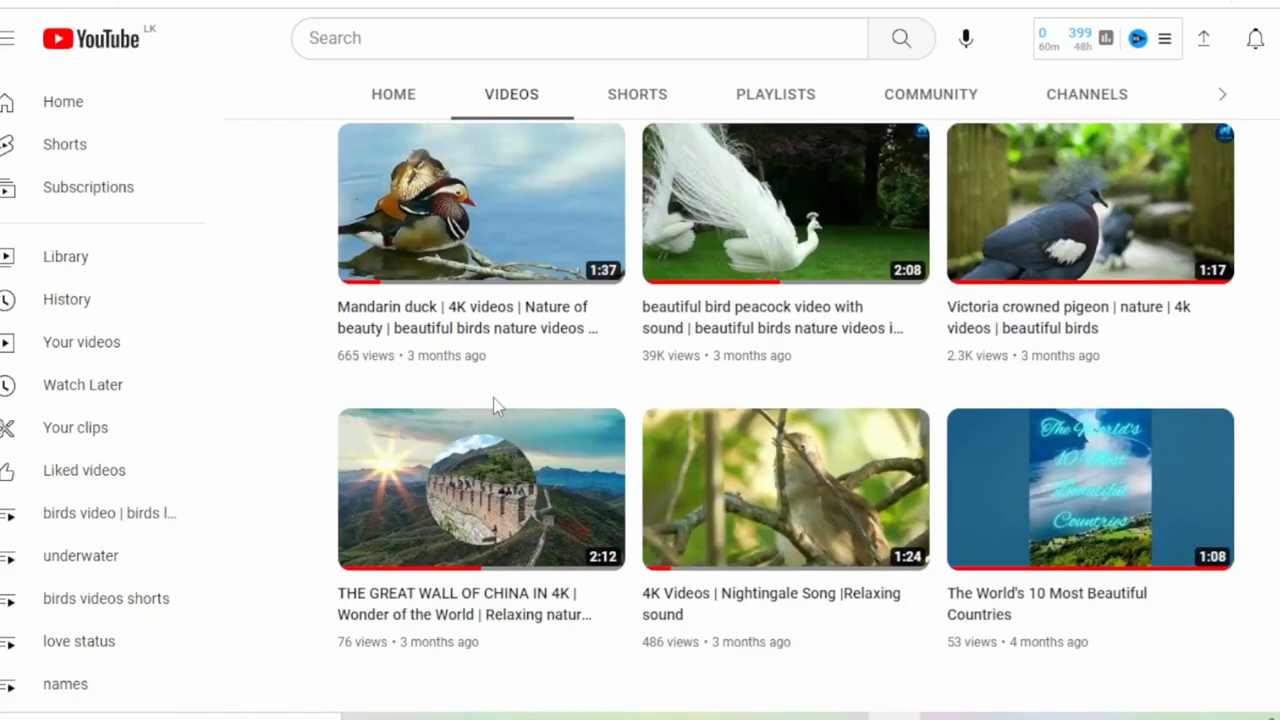 YouTube LK
Search
0 399
60m 48h
HOME VIDEOS SHORTS PLAYLISTS COMMUNITY CHANNELS
Home
Shorts
Subscriptions
Library
History
Your videos
Watch Later
Your clips
Liked videos
birds video | birds l...
underwater
birds videos shorts
love status
names
1:37
Mandarin duck | 4K videos | Nature of
beauty | beautiful birds nature videos ...
665 views • 3 months ago
2:08
beautiful bird peacock video with
sound | beautiful birds nature videos i...
39K views • 3 months ago
1:17
Victoria crowned pigeon | nature | 4k
videos | beautiful birds
2.3K views • 3 months ago
2:12
THE GREAT WALL OF CHINA IN 4K |
Wonder of the World | Relaxing natur...
76 views • 3 months ago
1:24
4K Videos | Nightingale Song |Relaxing
sound
486 views • 3 months ago
The World's
10 Most
Beautiful
Countries
1:08
The World's 10 Most Beautiful
Countries
53 views • 4 months ago